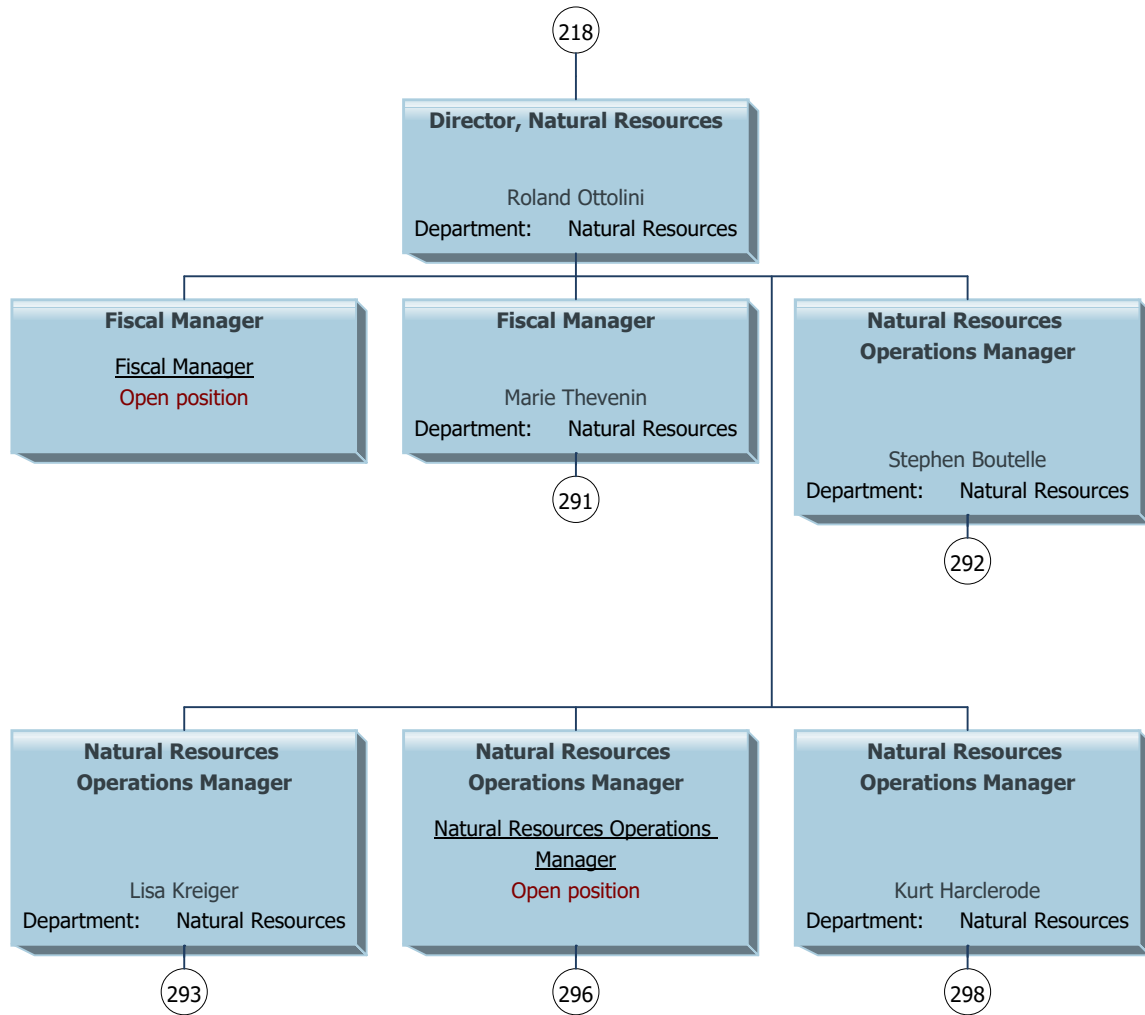 218
Director, Natural Resources
Roland Ottolini
Department: Natural Resources
Fiscal Manager
Fiscal Manager
Open position
Fiscal Manager
Marie Thevenin
Department: Natural Resources
291
Natural Resources
Operations Manager
Stephen Boutelle
Department: Natural Resources
292
Natural Resources
Operations Manager
Lisa Kreiger
Department: Natural Resources
293
Natural Resources
Operations Manager
Natural Resources Operations
Manager
Open position
296
Natural Resources
Operations Manager
Kurt Harclerode
Department: Natural Resources
298